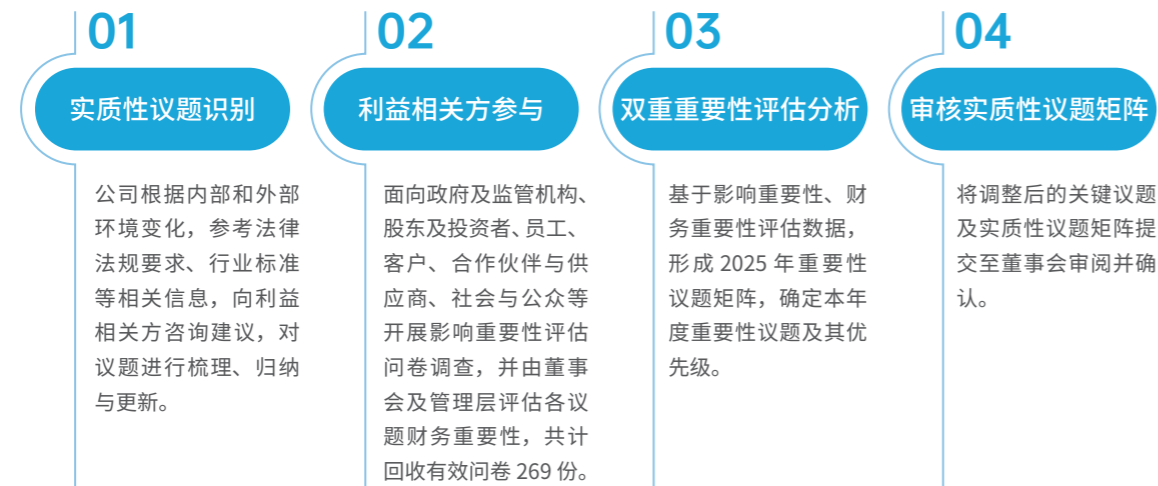 01
实质性议题识别
公司根据内部和外部
环境变化，参考法律
法规要求、行业标准
等相关信息，向利益
相关方咨询建议，对
议题进行梳理、归纳
与更新。
02
利益相关方参与
面向政府及监管机构、
股东及投资者、员工、
客户、合作伙伴与供
应商、社会与公众等
开展影响重要性评估
问卷调查，并由董事
会及管理层评估各议
题财务重要性，共计
回收有效问卷 269 份。
03
双重重要性评估分析
基于影响重要性、财
务重要性评估数据，
形成 2025 年重要性
议题矩阵，确定本年
度重要性议题及其优
先级。
04
审核实质性议题矩阵
将调整后的关键议题
及实质性议题矩阵提
交至董事会审阅并确
认。